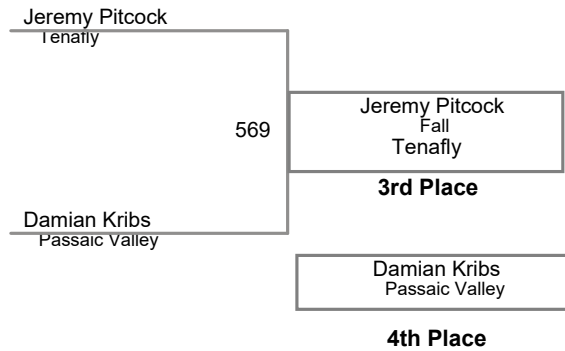 Jeremy Pitcock
Tenafly
569
Jeremy Pitcock
Fall
Tenafly
3rd Place
Damian Kribs
Passaic Valley
Damian Kribs
Passaic Valley
4th Place